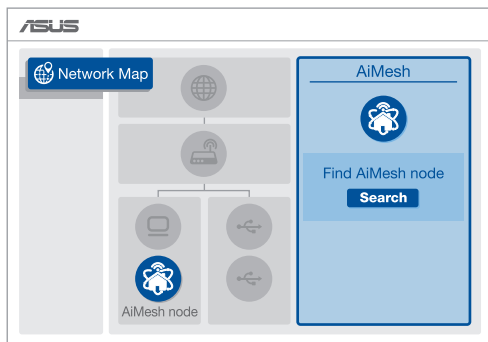 ASUS
Network Map
AiMesh
Find AiMesh node
Search
AiMesh node